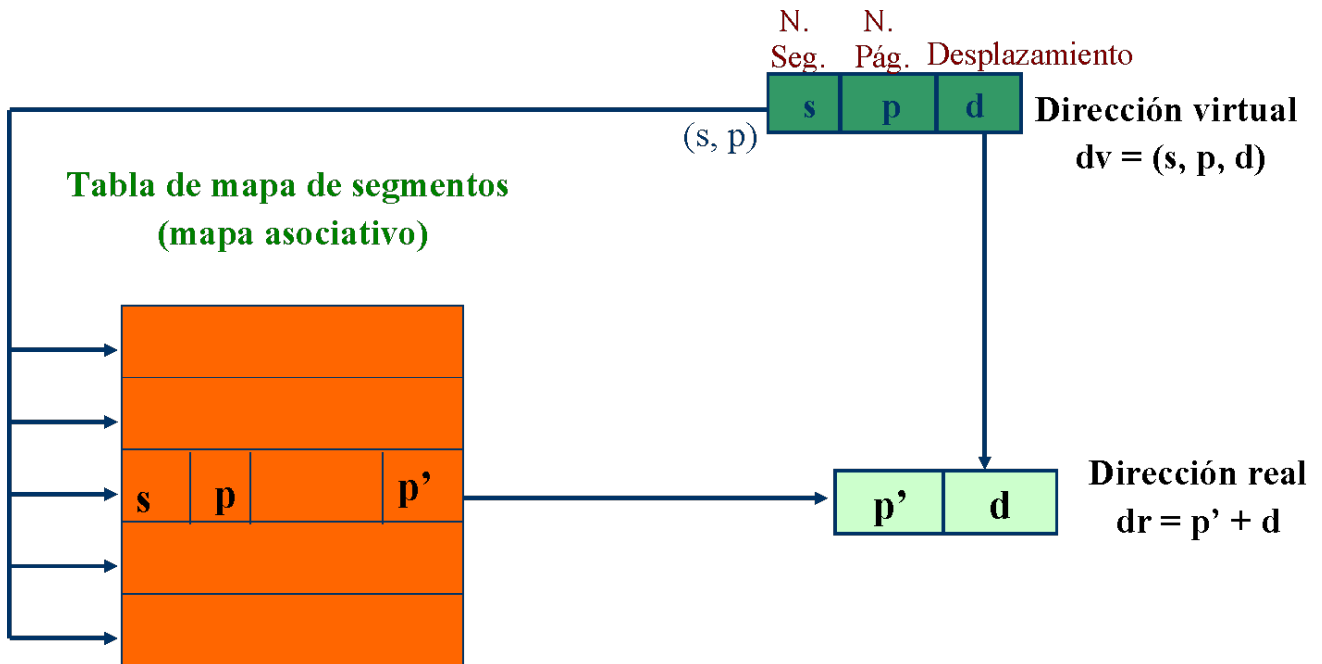 N.
Seg.
N.
Pág.
Desplazamiento
s p d
(s, p)
Dirección virtual
dv = (s, p, d)
Tabla de mapa de segmentos
(mapa asociativo)
s p p’
p’ d
Dirección real
dr = p’ + d